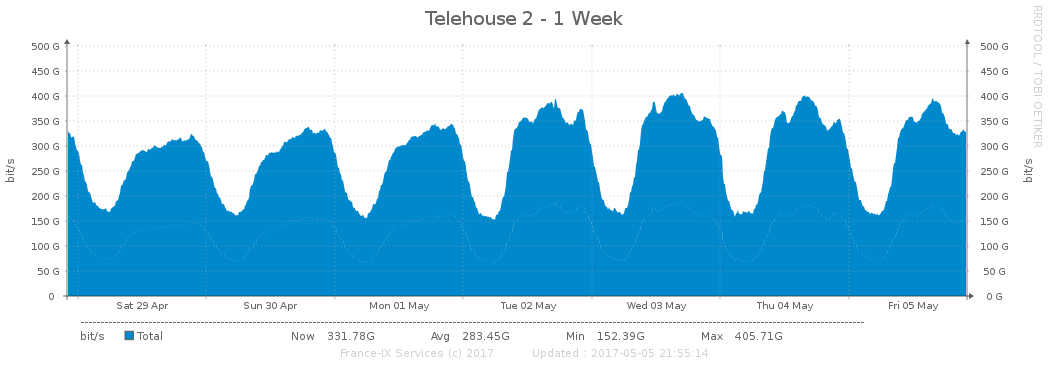 Telehouse 2 - 1 Week
RRDTOOL / TOBI OETIKER
500 G 500 G
450 G 450 G
400 G 400 G
350 G 350 G
300 G 300 G
250 G 250 G
200 G 200 G
150 G 150 G
100 G 100 G
50 G 50 G
0 0 G
bit/s bit/s
Sat 29 Apr Sun 30 Apr Mon 01 May Tue 02 May Wed 03 May Thu 04 May Fri 05 May
bit/s Total Now 331.78G Avg 283.45G Min 152.39G Max 405.71G
France-IX Services (c) 2017 Updated : 2017-05-05 21:55:14